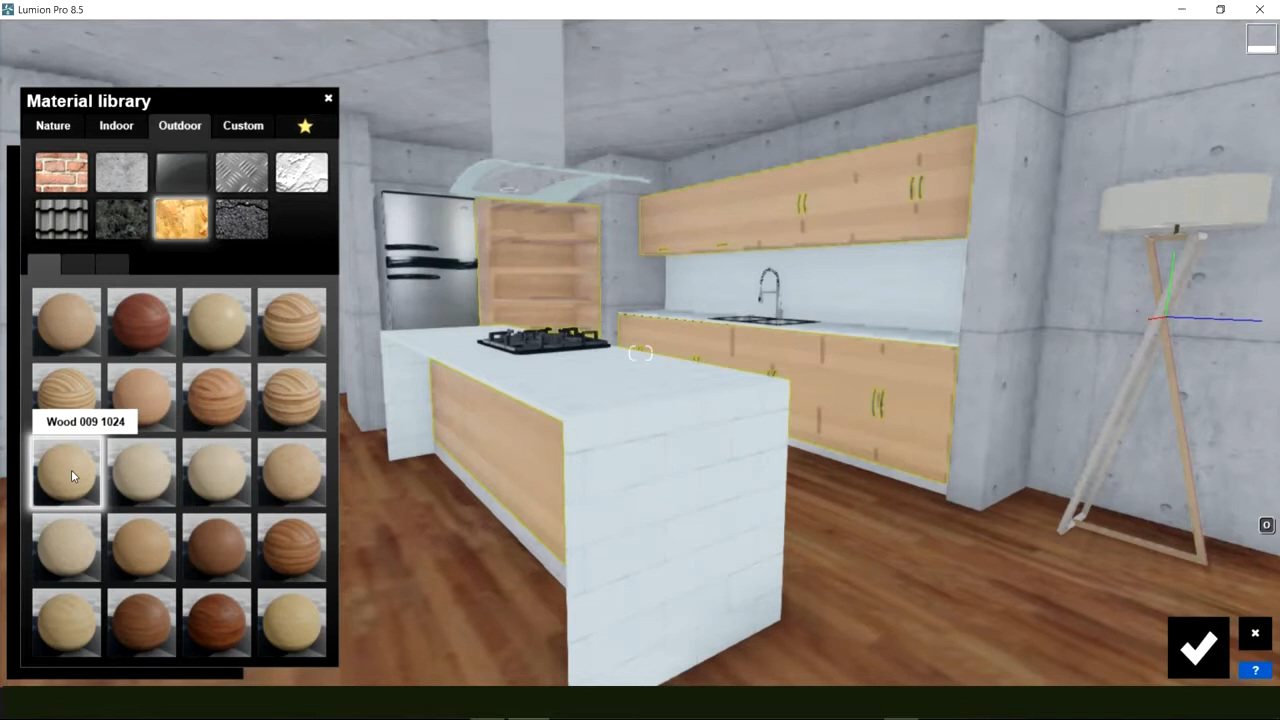 Lumion Pro 8.5
Material library
Nature
Indoor
Outdoor
Custom
Wood 009 1024
O
?